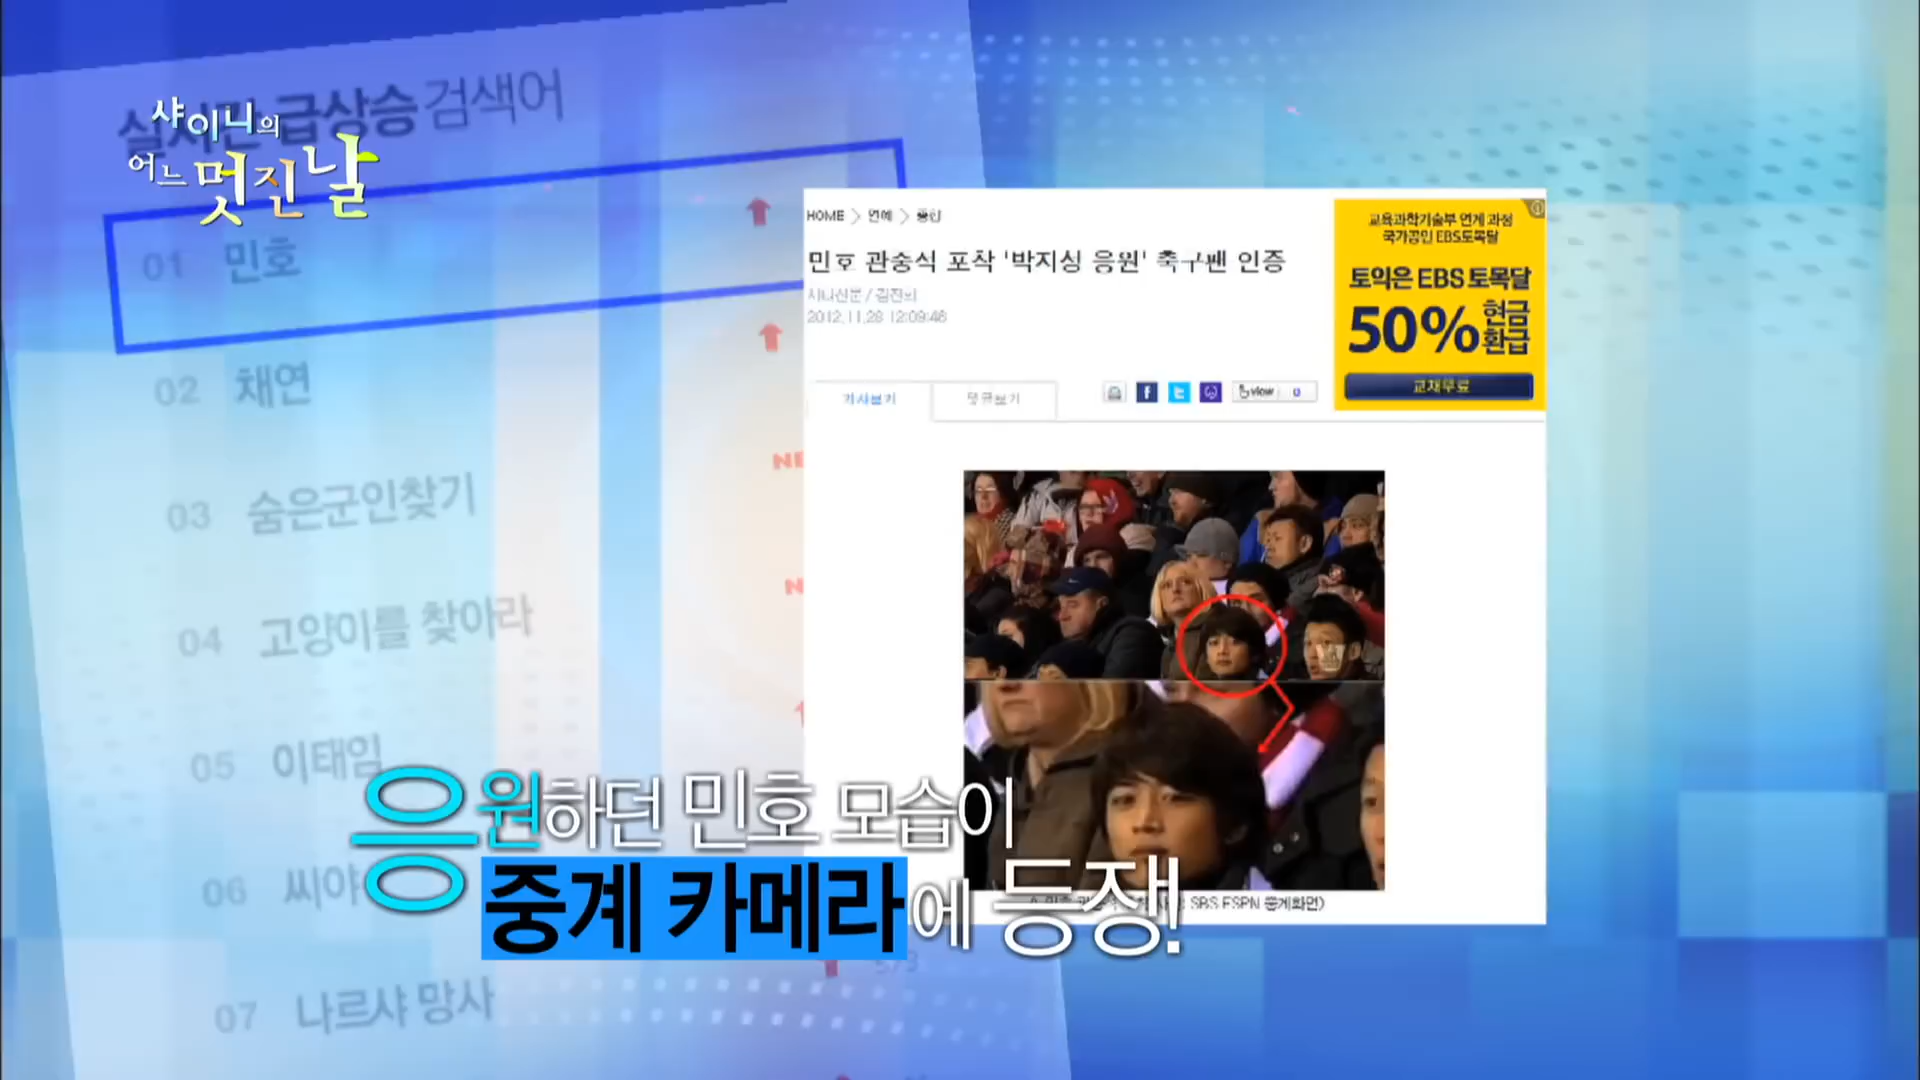 샤이니의
어느 멋진 날
실시간 급상승 검색어
01 민호
02 채연
03 숨은군인찾기
04 고양이를 찾아라
05 이태임
06 씨야
07 나르샤 망사
HOME > 연예 > 통합
민호 관중석 포착 '박지성 응원' 축구팬 인증
2012.11.28 12:09:46
기사보기
댓글보기
view 0
교육과학기술부 연계 과정
국가공인 EBS토목달
토익은 EBS 토목달
50% 현금
환급
교재무료
SBS ESPN 중계화면)
응원하던 민호 모습이
중계 카메라에 등장!